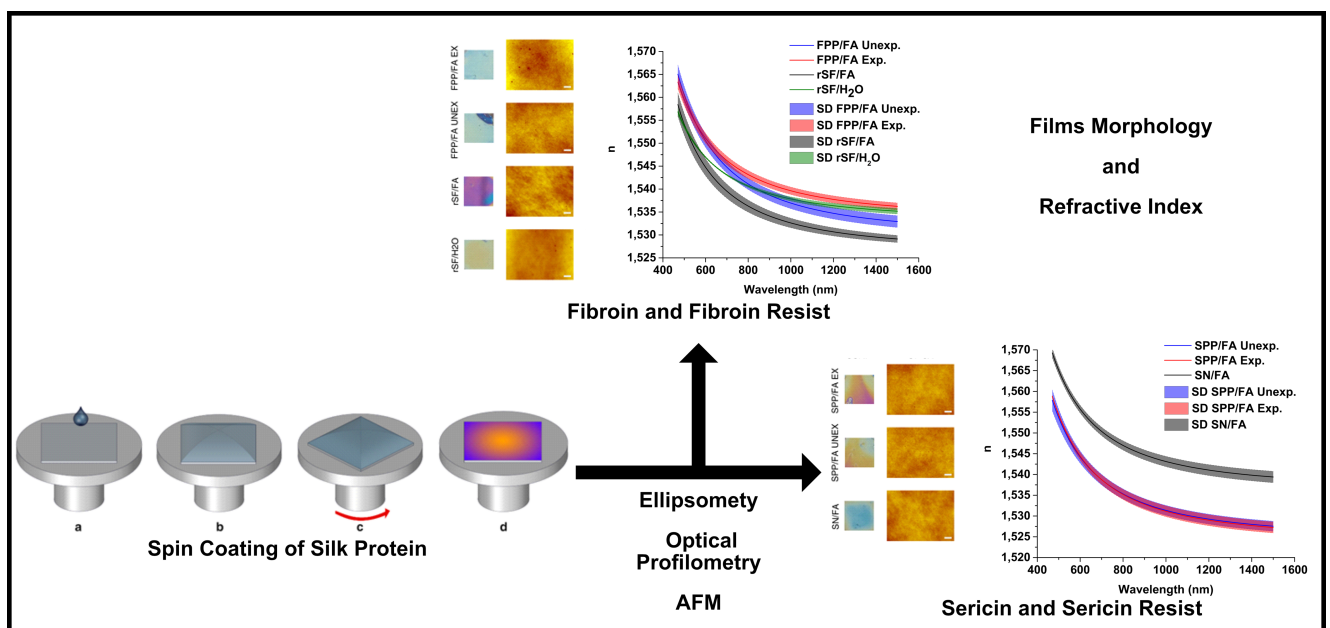 FPP/FA EX
FPP/FA UNEX
rSF/FA
rSF/H2O
1,570
1,565
1,560
1,555
1,550
1,545
1,540
1,535
1,530
1,525
n
400 600 800 1000 1200 1400 1600
Wavelength (nm)
FPP/FA Unexp.
FPP/FA Exp.
rSF/FA
rSF/H2O
SD FPP/FA Unexp.
SD FPP/FA Exp.
SD rSF/FA
SD rSF/H2O
Films Morphology
and
Refractive Index
Fibroin and Fibroin Resist
a
b
c
d
Spin Coating of Silk Protein
Ellipsomety
Optical
Profilometry
AFM
SPP/FA EX
SPP/FA UNEX
SN/FA
1,570
1,565
1,560
1,555
1,550
1,545
1,540
1,535
1,530
1,525
1,520
n
400 600 800 1000 1200 1400 1600
Wavelength (nm)
SPP/FA Unexp.
SPP/FA Exp.
SN/FA
SD SPP/FA Unexp.
SD SPP/FA Exp.
SD SN/FA
Sericin and Sericin Resist